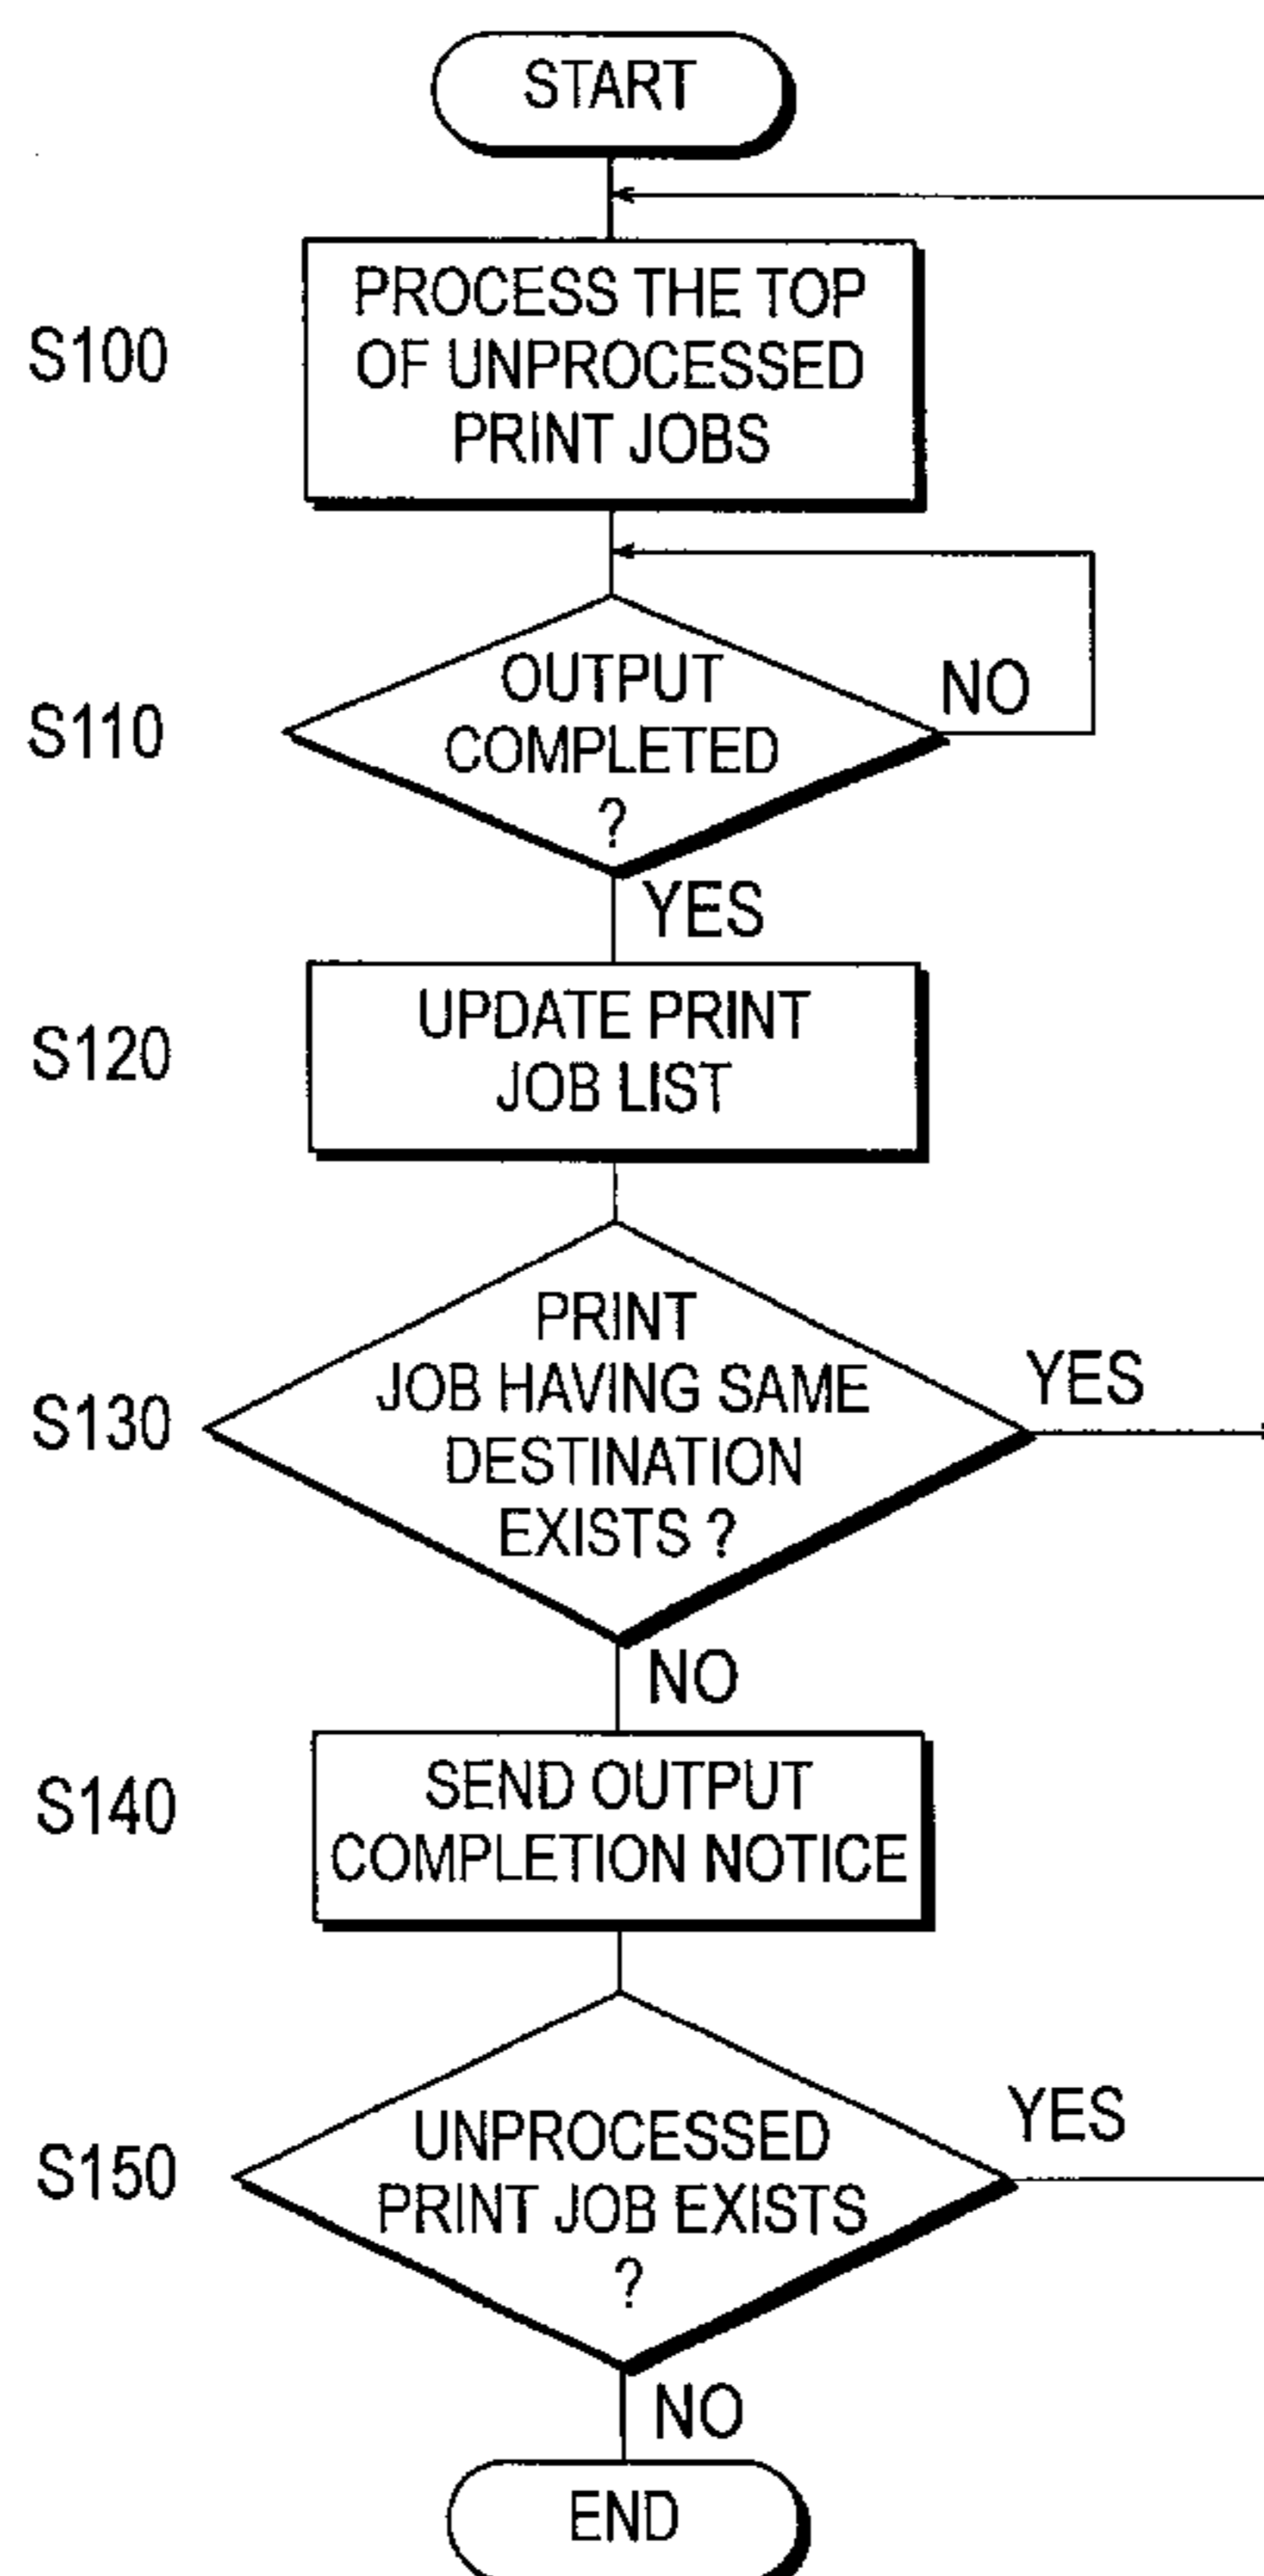 START
S100
PROCESS THE TOP
OF UNPROCESSED
PRINT JOBS
S110
OUTPUT
COMPLETED
?
NO
YES
S120
UPDATE PRINT
JOB LIST
S130
PRINT
JOB HAVING SAME
DESTINATION
EXISTS ?
YES
NO
S140
SEND OUTPUT
COMPLETION NOTICE
S150
UNPROCESSED
PRINT JOB EXISTS
?
YES
NO
END